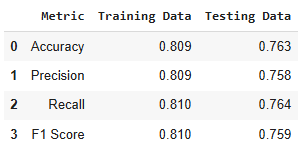 Metric Training Data Testing Data
0 Accuracy 0.809 0.763
1 Precision 0.809 0.758
2 Recall 0.810 0.764
3 F1 Score 0.810 0.759